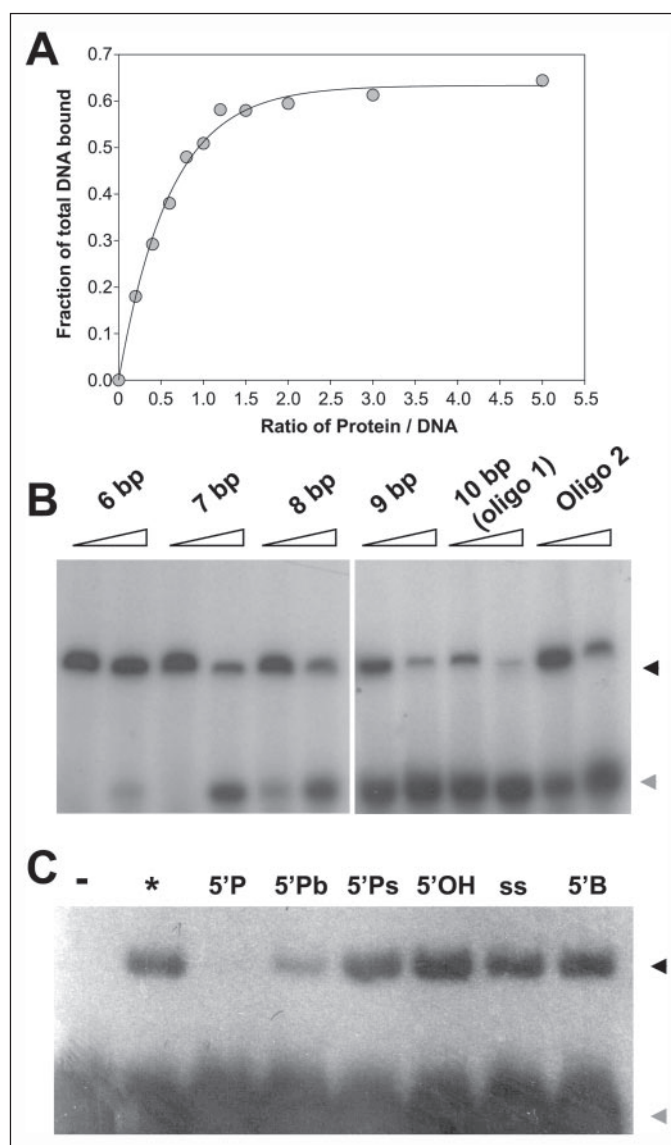 A
Fraction of total DNA bound
0.7
0.6
0.5
0.4
0.3
0.2
0.1
0.0
0 0.5 1.0 1.5 2.0 2.5 3.0 3.5 4.0 4.5 5.0 5.5
Ratio of Protein / DNA
B
6 bp 7 bp 8 bp 9 bp 10 bp (oligo 1) Oligo 2
C
- * 5'P 5'Pb 5'Ps 5'OH ss 5'B